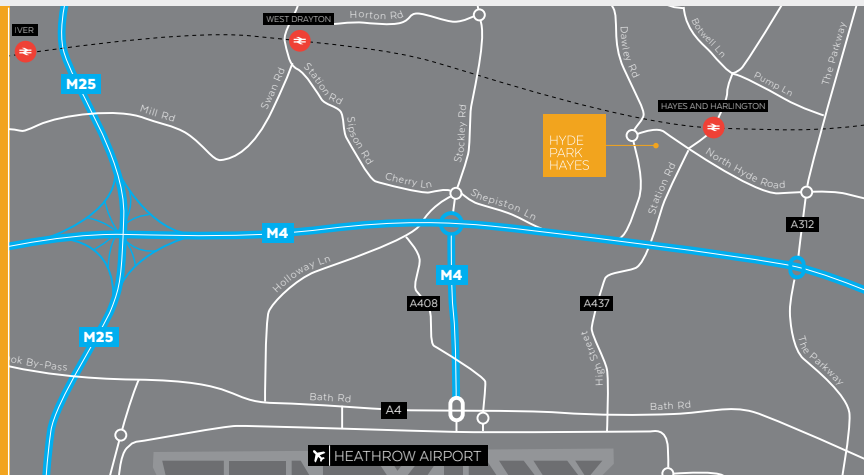 WEST DRAYTON
Horton Rd
IVER
M25
Swan Rd
Station Rd
Mill Rd
Sipson Rd
Stockley Rd
Dawley Rd
Botwell Ln
Pump Ln
The Parkway
HAYES AND HARLINGTON
HYDE
PARK
HAYES
North Hyde Road
Station Rd
Cherry Ln
Shepiston Ln
A312
M4
M4
Holloway Ln
A408
A437
M25
High Street
The Parkway
ok By-Pass
Bath Rd
A4
Bath Rd
HEATHROW AIRPORT